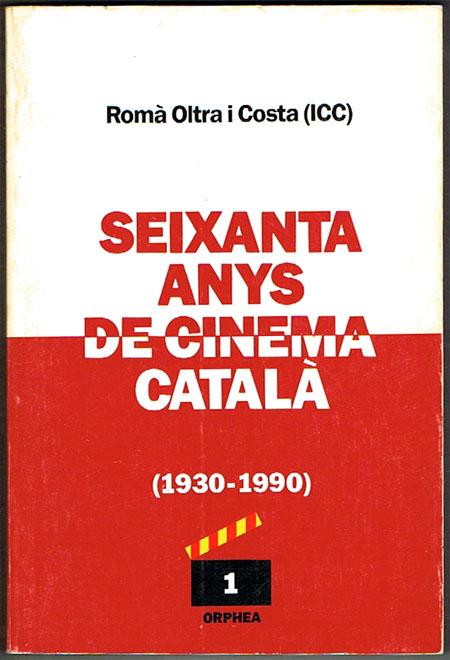 Romà Oltra i Costa (ICC)
SEIXANTA
ANYS
DE CINEMA
CATALÀ
(1930-1990)
1
ORPHEA